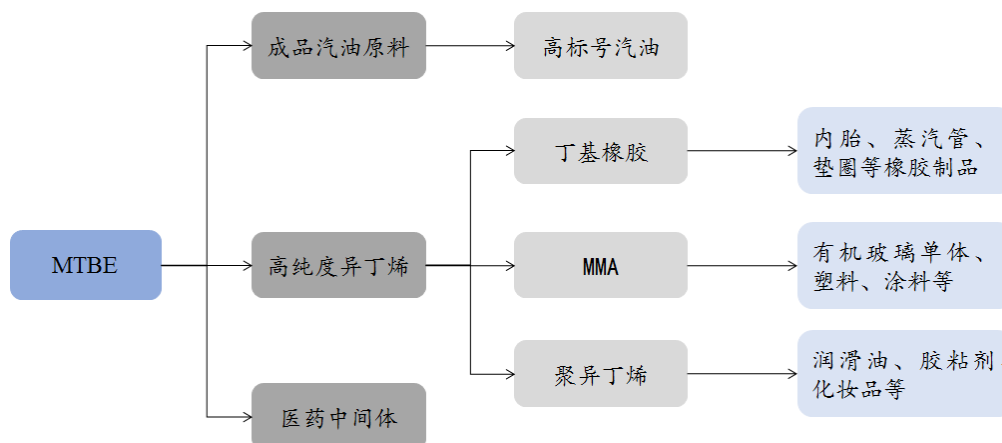 成品汽油原料
高标号汽油
丁基橡胶
内胎、蒸汽管、
垫圈等橡胶制品
MTBE
高纯度异丁烯
MMA
有机玻璃单体、
塑料、涂料等
聚异丁烯
润滑油、胶粘剂、
化妆品等
医药中间体